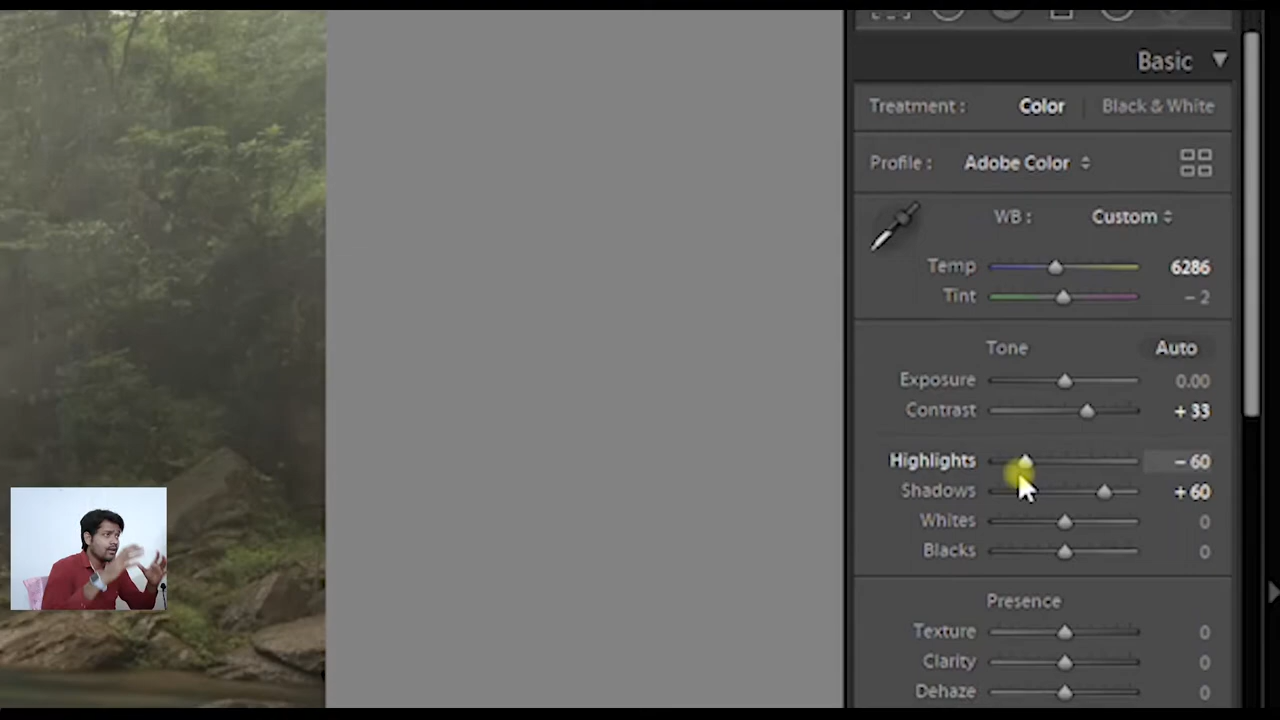 Basic
Treatment : Color Black & White
Profile : Adobe Color
WB : Custom
Temp 6286
Tint – 2
Tone Auto
Exposure 0.00
Contrast + 33
Highlights – 60
Shadows + 60
Whites 0
Blacks 0
Presence
Texture 0
Clarity 0
Dehaze 0